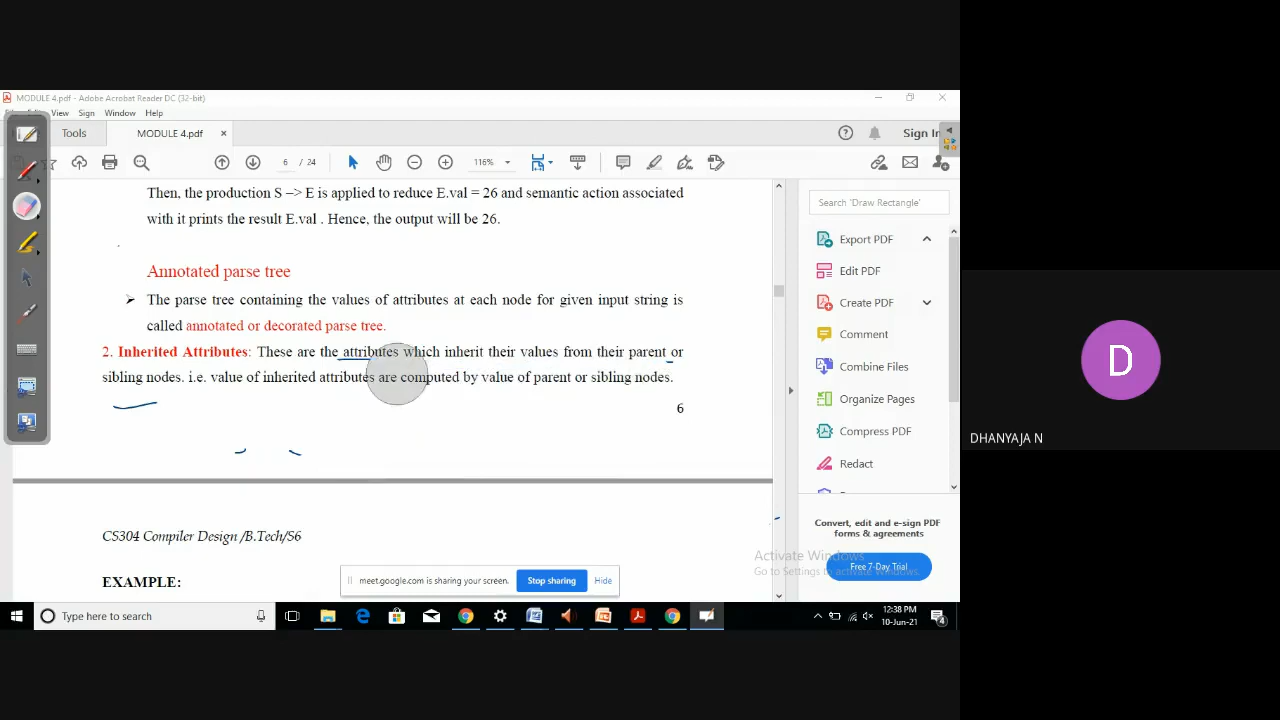 MODULE 4.pdf - Adobe Acrobat Reader DC (32-bit)
View Sign Window Help
Tools MODULE 4.pdf × Sign In
6 / 24 116%
Then, the production S –> E is applied to reduce E.val = 26 and semantic action associated
with it prints the result E.val . Hence, the output will be 26.
Annotated parse tree
➢ The parse tree containing the values of attributes at each node for given input string is
called annotated or decorated parse tree.
2. Inherited Attributes: These are the attributes which inherit their values from their parent or
sibling nodes. i.e. value of inherited attributes are computed by value of parent or sibling nodes.
6
CS304 Compiler Design /B.Tech/S6
EXAMPLE:
Search 'Draw Rectangle'
Export PDF
Edit PDF
Create PDF
Comment
Combine Files
Organize Pages
Compress PDF
Redact
Convert, edit and e-sign PDF
forms & agreements
Free 7-Day Trial
Activate Windows
Go to Settings to activate Windows.
meet.google.com is sharing your screen. Stop sharing Hide
Type here to search
12:38 PM
10-Jun-21
4
D
DHANYAJA N